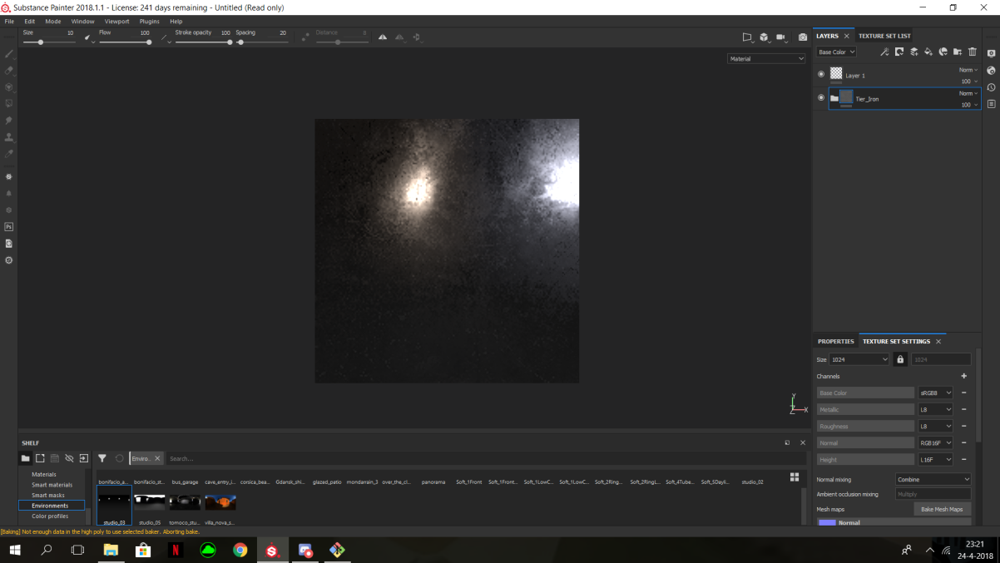 Substance Painter 2018.1.1 - License: 241 days remaining - Untitled (Read only)
File Edit Mode Window Viewport Plugins Help
Size 10 Flow 100 Stroke opacity 100 Spacing 20 Distance 8
Material
LAYERS TEXTURE SET LIST
Base Color
Layer 1 Norm 100
Tier_Iron Norm 100
Y
Z X
PROPERTIES TEXTURE SET SETTINGS
Size 1024 1024
Channels
Base Color sRGB8
Metallic L8
Roughness L8
Normal RGB16F
Height L16F
Normal mixing Combine
Ambient occlusion mixing Multiply
Mesh maps Bake Mesh Maps
Normal
SHELF
Enviro... Search...
Materials
Smart materials
Smart masks
Environments
Color profiles
bonifacio_a... bonifacio_st... bus_garage cave_entry_i... corsica_bea... Gdansk_shi... glazed_patio mondarrain_3 over_the_cl... panorama Soft_1Front Soft_1Front... Soft_1LowC... Soft_1LowC... Soft_2Ring... Soft_2RingL... Soft_4Tube... Soft_5Dayli... studio_02
studio_03 studio_05 tomoco_stu... villa_nova_s...
[Baking] Not enough data in the high poly to use selected baker. Aborting bake.
Ps
N
23:21
24-4-2018